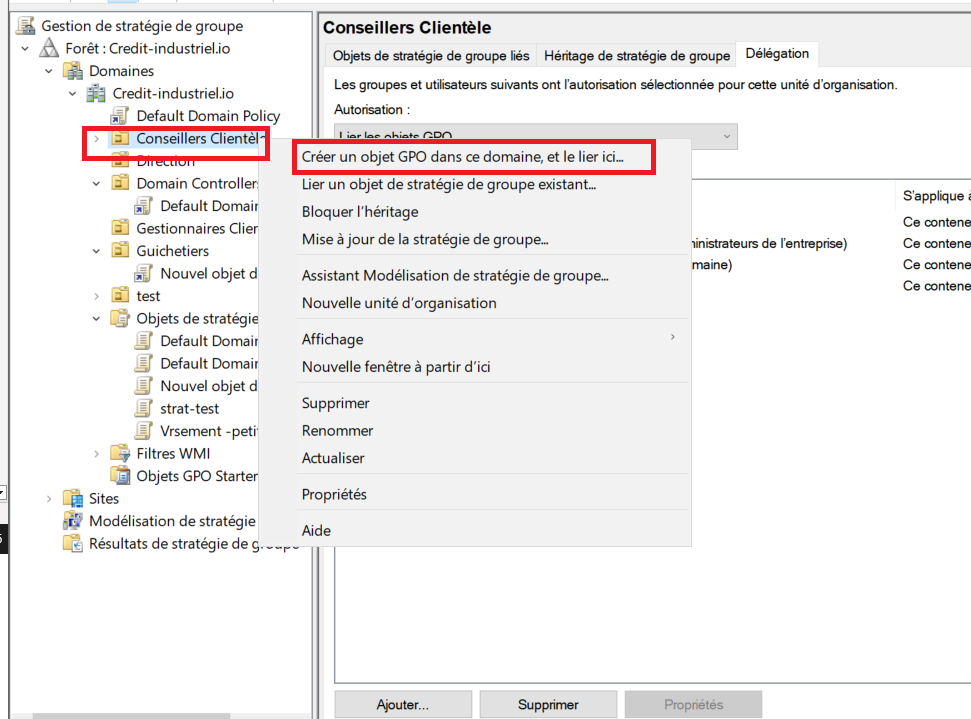 Gestion de stratégie de groupe
Forêt : Credit-industriel.io
Domaines
Credit-industriel.io
Default Domain Policy
Conseillers Clientèle
Direction
Domain Controllers
Default Domain
Gestionnaires Clien
Guichetiers
Nouvel objet d
test
Objets de stratégie
Default Domain
Default Domain
Nouvel objet d
strat-test
Vrsement -peti
Filtres WMI
Objets GPO Starter
Sites
Modélisation de stratégie
Résultats de stratégie de groupe
Créer un objet GPO dans ce domaine, et le lier ici...
Lier un objet de stratégie de groupe existant...
Bloquer l'héritage
Mise à jour de la stratégie de groupe...
Assistant Modélisation de stratégie de groupe...
Nouvelle unité d'organisation
Affichage
Nouvelle fenêtre à partir d'ici
Supprimer
Renommer
Actualiser
Propriétés
Aide
Conseillers Clientèle
Objets de stratégie de groupe liés
Héritage de stratégie de groupe
Délégation
Les groupes et utilisateurs suivants ont l'autorisation sélectionnée pour cette unité d'organisation.
Autorisation :
Lier les objets GPO
S'applique à
Ce contene
ninistrateurs de l'entreprise) Ce contene
maine) Ce contene
Ce contene
Ajouter...
Supprimer
Propriétés